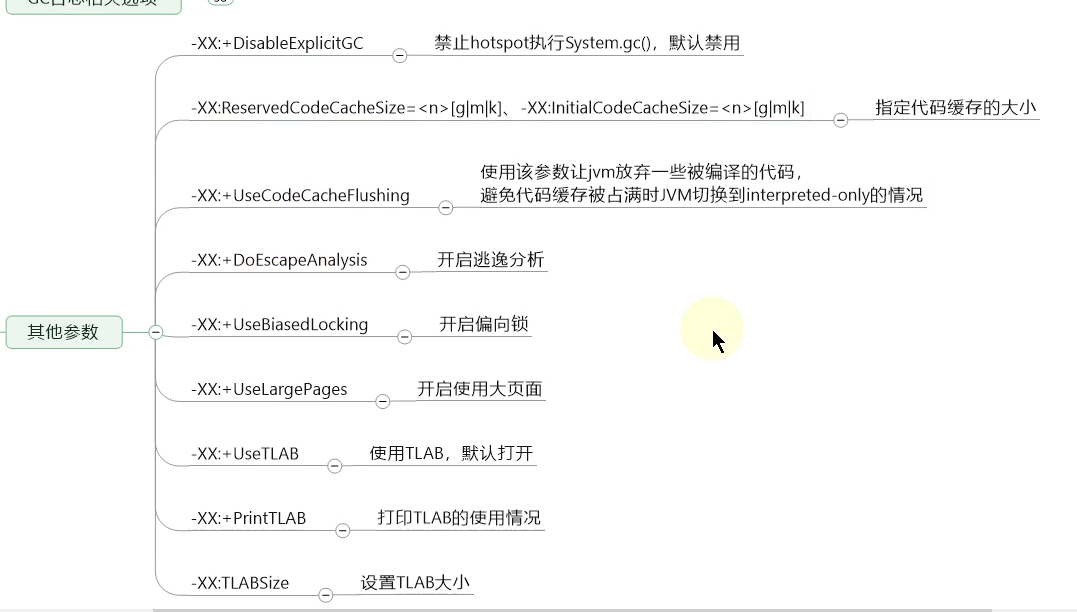 GC日志相关选项
-XX:+DisableExplicitGC
禁止hotspot执行System.gc()，默认禁用
-XX:ReservedCodeCacheSize=<n>[g|m|k]、-XX:InitialCodeCacheSize=<n>[g|m|k]
指定代码缓存的大小
-XX:+UseCodeCacheFlushing
使用该参数让jvm放弃一些被编译的代码，
避免代码缓存被占满时JVM切换到interpreted-only的情况
-XX:+DoEscapeAnalysis
开启逃逸分析
-XX:+UseBiasedLocking
开启偏向锁
其他参数
-XX:+UseLargePages
开启使用大页面
-XX:+UseTLAB
使用TLAB，默认打开
-XX:+PrintTLAB
打印TLAB的使用情况
-XX:TLABSize
设置TLAB大小